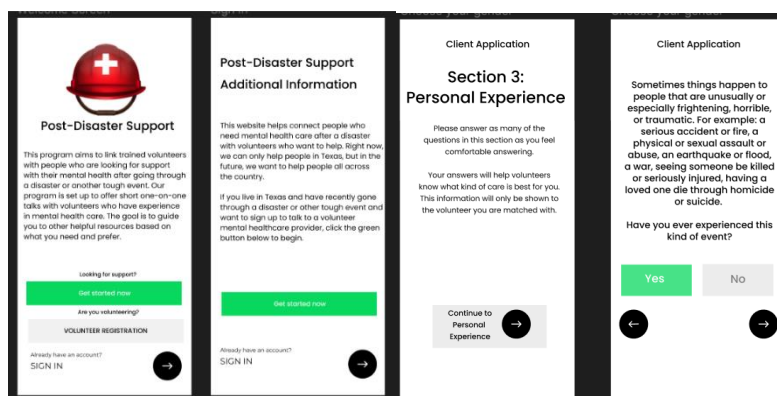 Welcome Screen
Post-Disaster Support
This program aims to link trained volunteers
with people who are looking for support
with their mental health after going through
a disaster or another tough event. Our
program is set up to offer short one-on-one
talks with volunteers who have experience
in mental health care. The goal is to guide
you to other helpful resources based on
what you need and prefer.
Looking for support?
Get started now
Are you volunteering?
VOLUNTEER REGISTRATION
Already have an account?
SIGN IN
Sign in
Post-Disaster Support
Additional Information
This website helps connect people who
need mental health care after a disaster
with volunteers who want to help. Right now,
we can only help people in Texas, but in the
future, we want to help people all across
the country.
If you live in Texas and have recently gone
through a disaster or other tough event and
want to sign up to talk to a volunteer
mental healthcare provider, click the green
button below to begin.
Get started now
Already have an account?
SIGN IN
Choose your gender
Client Application
Section 3:
Personal Experience
Please answer as many of the
questions in this section as you feel
comfortable answering.
Your answers will help volunteers
know what kind of care is best for you.
This information will only be shown to
the volunteer you are matched with.
Continue to
Personal
Experience
Choose your gender
Client Application
Sometimes things happen to
people that are unusually or
especially frightening, horrible,
or traumatic. For example: a
serious accident or fire, a
physical or sexual assault or
abuse, an earthquake or flood,
a war, seeing someone be killed
or seriously injured, having a
loved one die through homicide
or suicide.
Have you ever experienced this
kind of event?
Yes
No